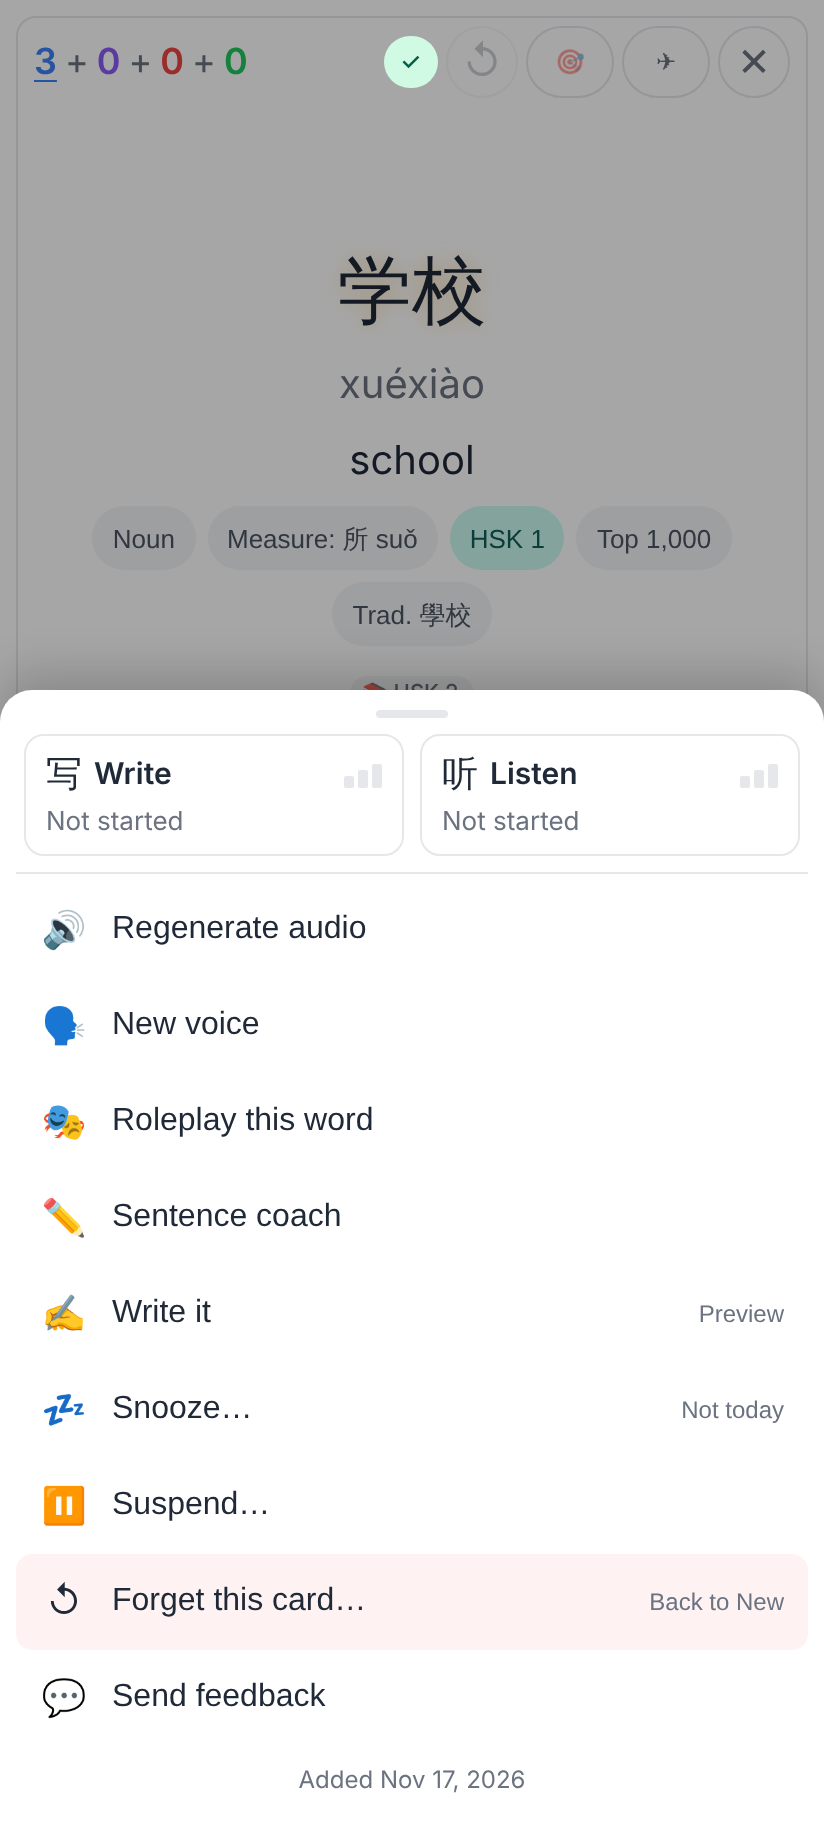 3 + 0 + 0 + 0
学校
xuéxiào
school
Noun
Measure: 所 suǒ
HSK 1
Top 1,000
Trad. 學校
写 Write
Not started
听 Listen
Not started
Regenerate audio
New voice
Roleplay this word
Sentence coach
Write it
Preview
Snooze…
Not today
Suspend…
Forget this card…
Back to New
Send feedback
Added Nov 17, 2026